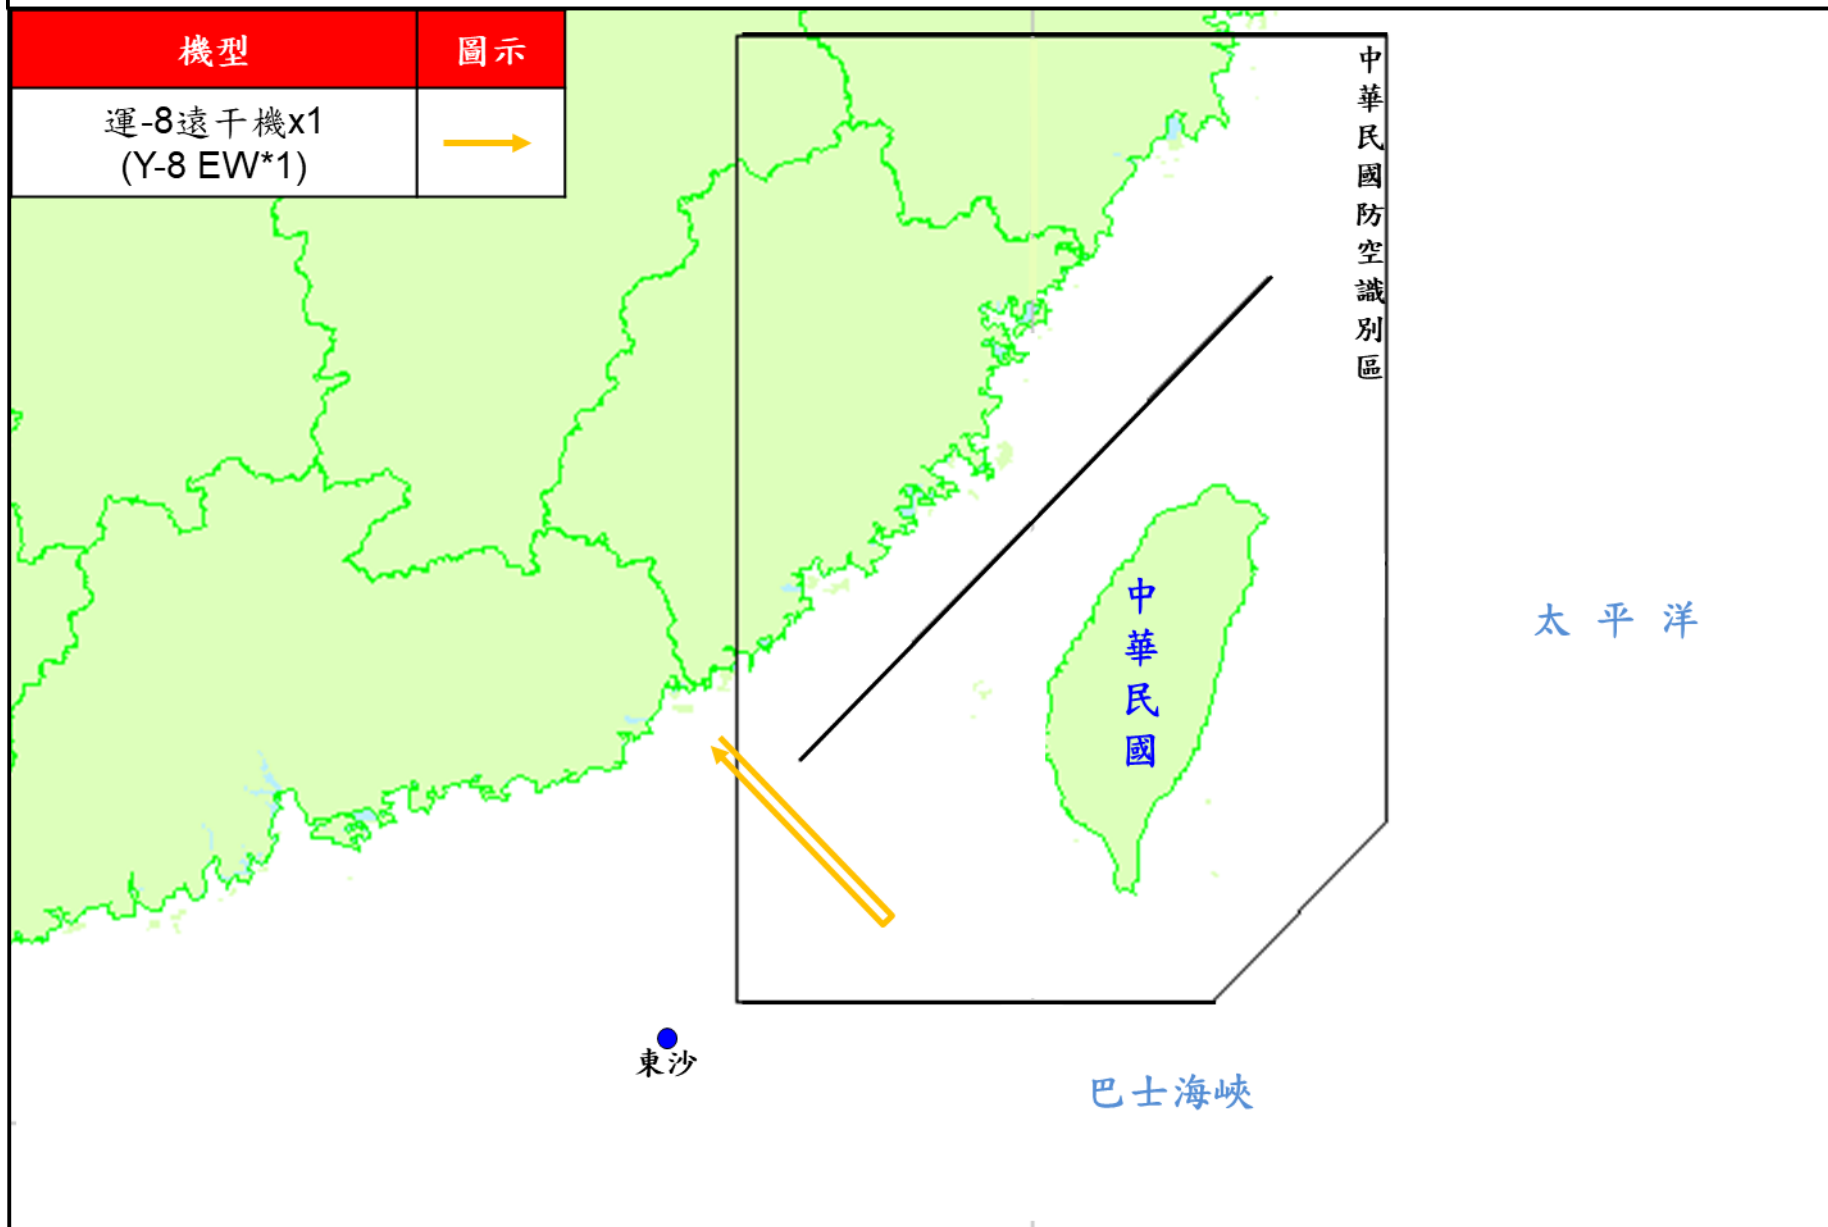 機型
圖示
運-8遠干機x1
(Y-8 EW*1)
中華民國防空識別區
中華民國
太平洋
東沙
巴士海峽